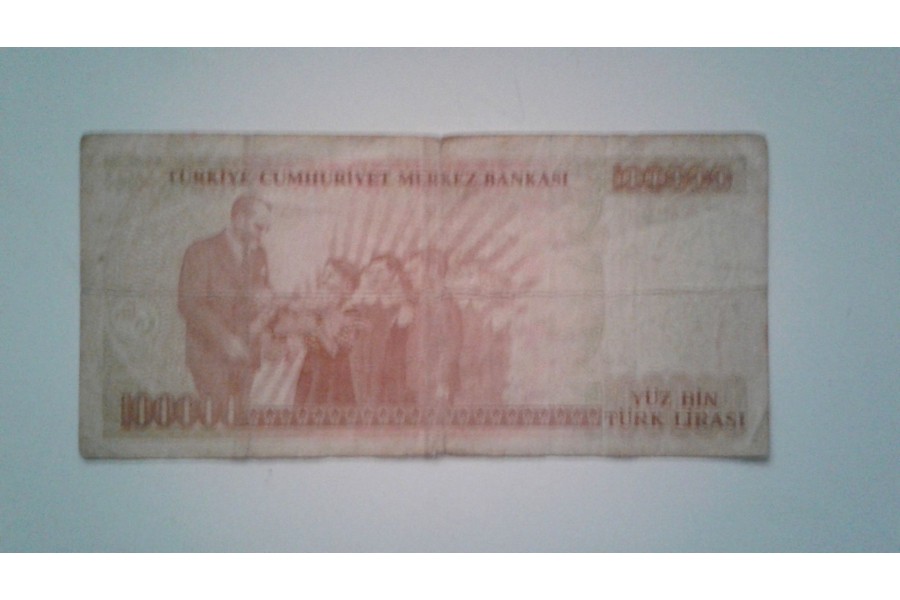 TÜRKİYE CUMHURİYET MERKEZ BANKASI
100000
100000
YÜZ BİN
TÜRK LİRASI